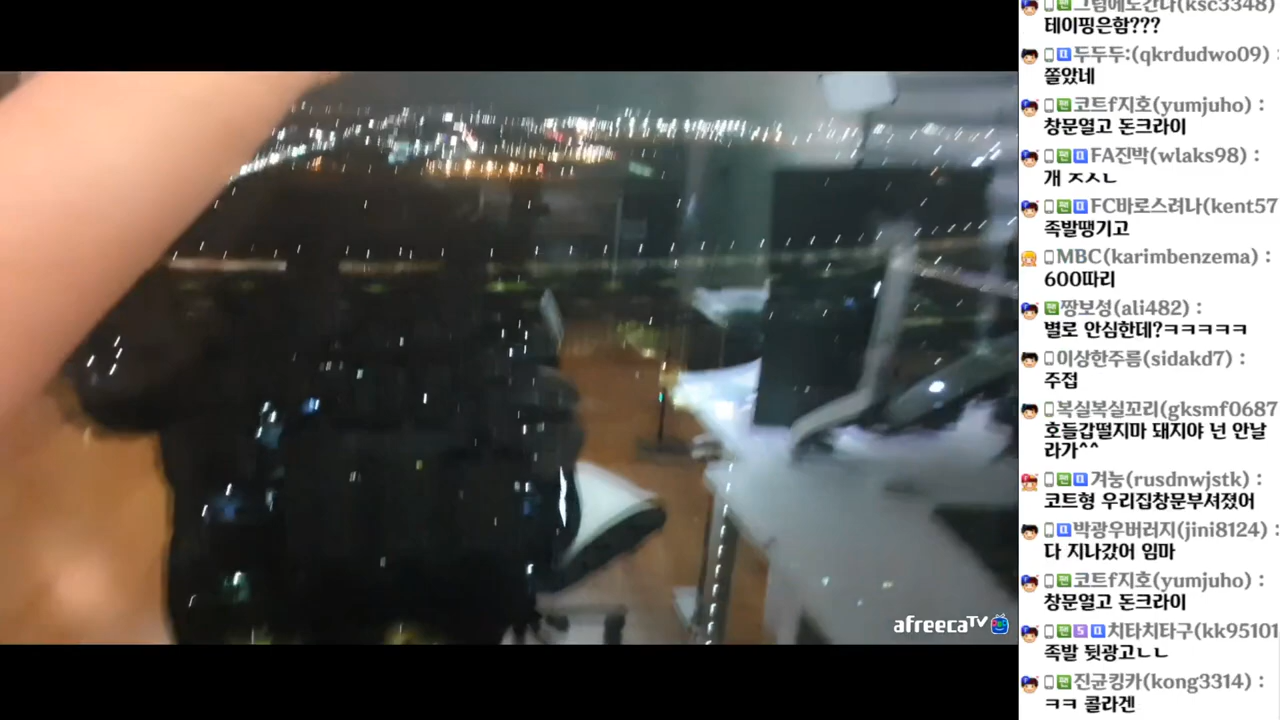 그럼에도간다(ksc3348)
테이핑은함???
두두두:(qkrdudwo09) :
쫄았네
코트f지호(yumjuho) :
창문열고 돈크라이
FA진박(wlaks98) :
개 ㅈㅅㄴ
FC바로스려나(kent57
족발땡기고
MBC(karimbenzema) :
600따리
짱보성(ali482) :
별로 안심한데?ㅋㅋㅋㅋㅋ
이상한주름(sidakd7) :
주접
복실복실꼬리(gksmf0687
호들갑떨지마 돼지야 넌 안날
라가^^
겨눙(rusdnwjstk) :
코트형 우리집창문부셔졌어
박광우버러지(jini8124) :
다 지나갔어 임마
코트f지호(yumjuho) :
창문열고 돈크라이
치타치타구(kk95101
족발 뒷광고ㄴㄴ
진균킹카(kong3314) :
ㅋㅋ 콜라겐
afreecaTV